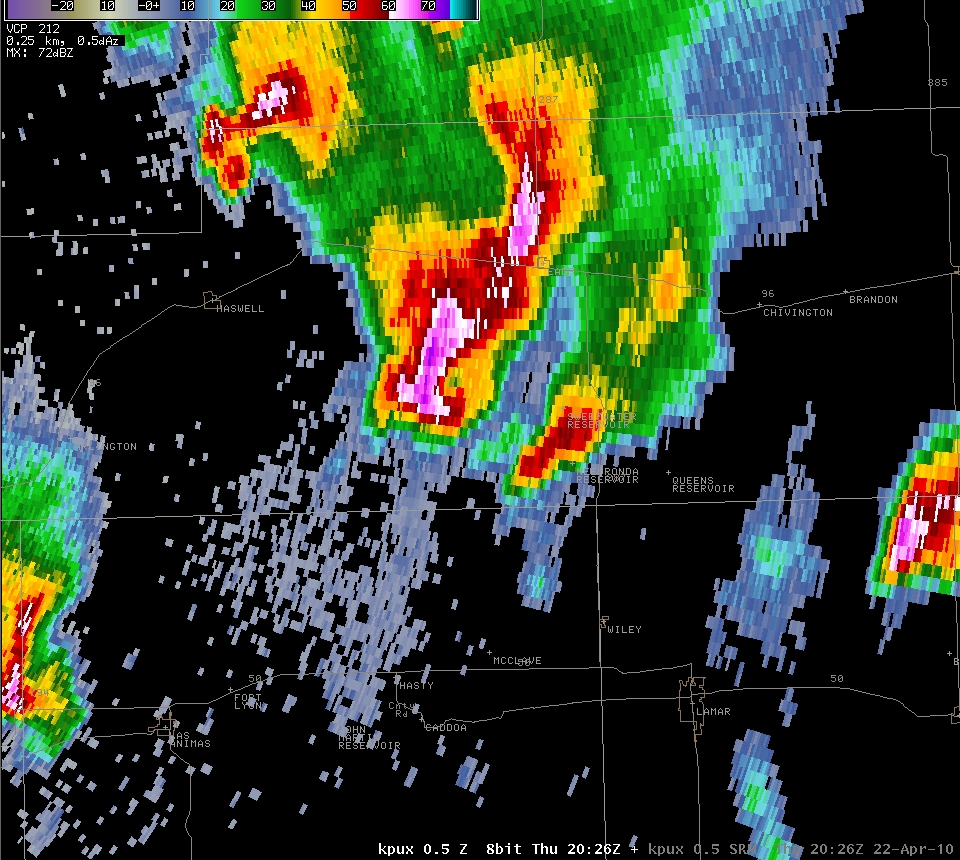 -20 10 -0+ 10 20 30 40 50 60 70
VCP 212
0.25 km, 0.5dAz
MX: 72dBZ
287
385
HASWELL
96
BRANDON
CHIVINGTON
96
SWEETWATER
RESERVOIR
RESERVOIR
QUEENS
RESERVOIR
WILEY
MCCLAVE
50
50
50
FORT
LYON
HASTY
LAMAR
CADDOA
JOHN
MARTIN
RESERVOIR
LAS
ANIMAS
kpux 0.5 Z 8bit Thu 20:26Z + kpux 0.5 SRM Thu 20:26Z 22-Apr-10